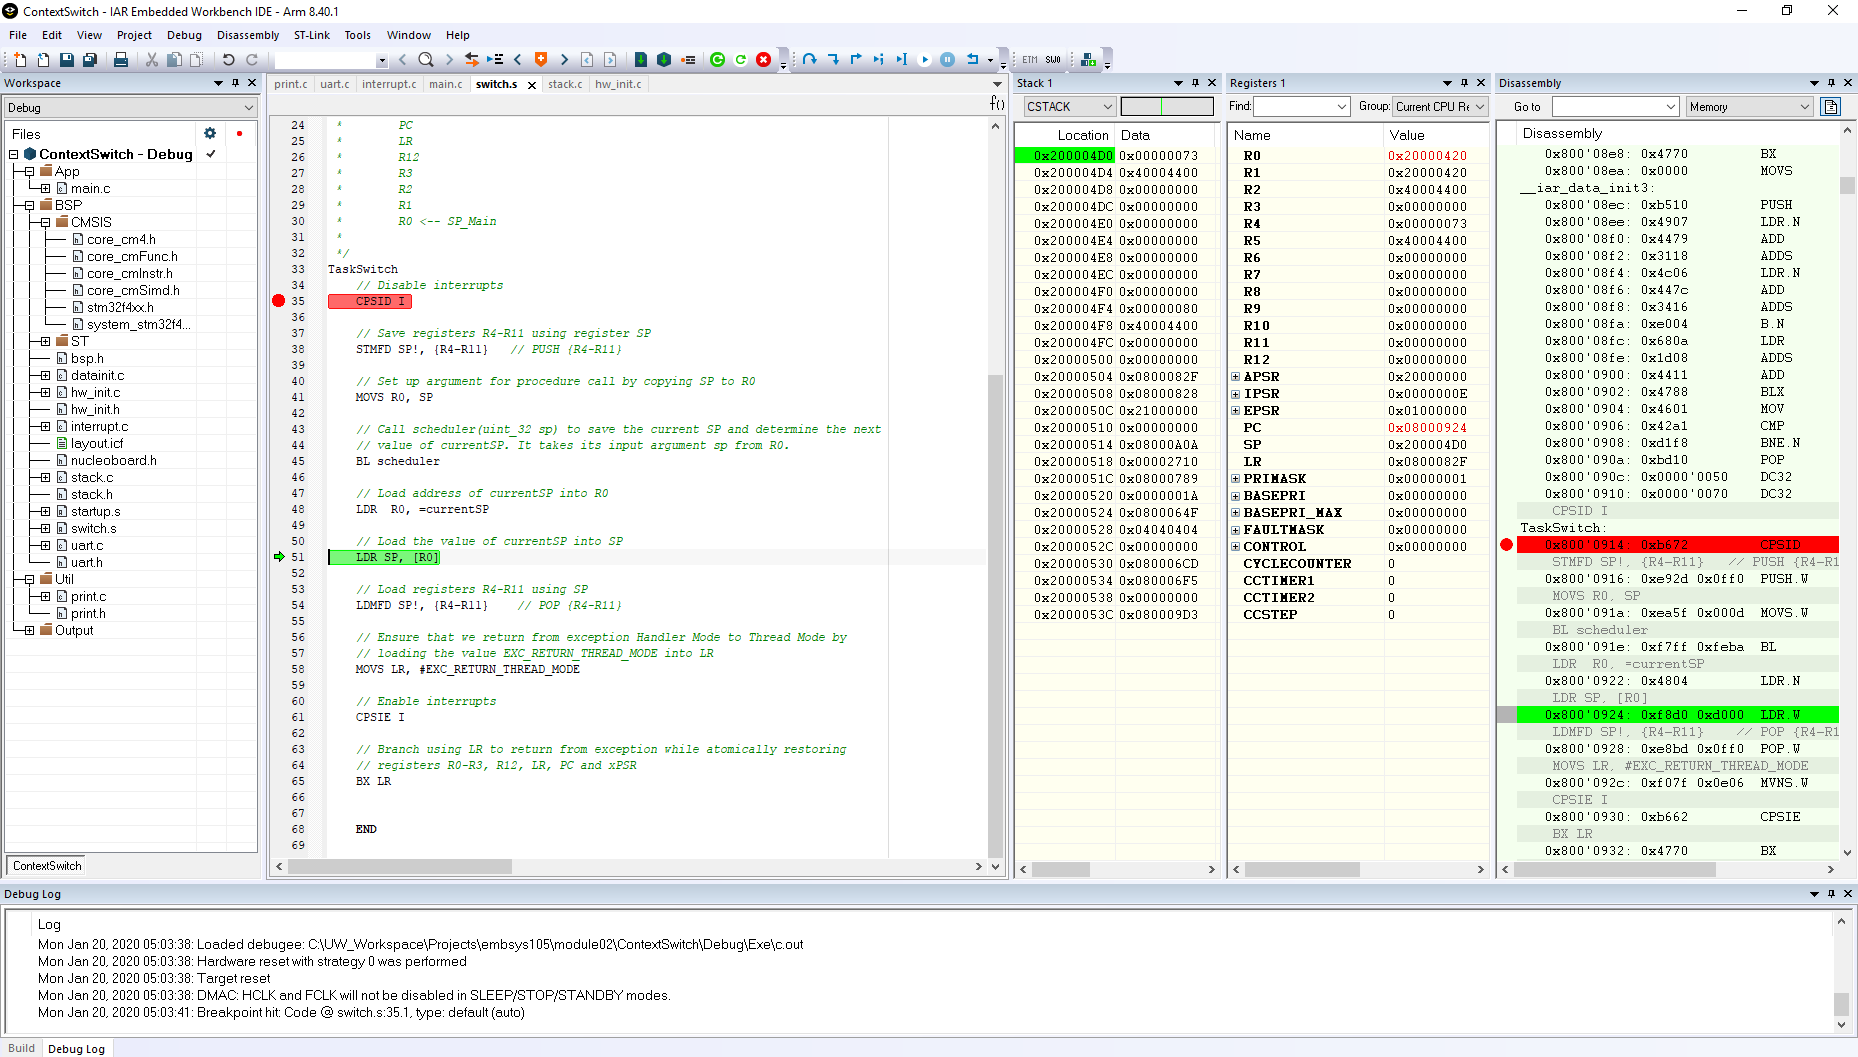 ContextSwitch - IAR Embedded Workbench IDE - Arm 8.40.1
File Edit View Project Debug Disassembly ST-Link Tools Window Help
ETM SWO
Workspace
Debug
Files
ContextSwitch - Debug
App
main.c
BSP
CMSIS
core_cm4.h
core_cmFunc.h
core_cmInstr.h
core_cmSimd.h
stm32f4xx.h
system_stm32f4...
ST
bsp.h
datainit.c
hw_init.c
hw_init.h
interrupt.c
layout.icf
nucleoboard.h
stack.c
stack.h
startup.s
switch.s
uart.c
uart.h
Util
print.c
print.h
Output
ContextSwitch
print.c uart.c interrupt.c main.c switch.s stack.c hw_init.c
f()
24 * PC
25 * LR
26 * R12
27 * R3
28 * R2
29 * R1
30 * R0 <-- SP_Main
31 *
32 */
33 TaskSwitch
34 // Disable interrupts
35 CPSID I
36
37 // Save registers R4-R11 using register SP
38 STMFD SP!, {R4-R11} // PUSH {R4-R11}
39
40 // Set up argument for procedure call by copying SP to R0
41 MOVS R0, SP
42
43 // Call scheduler(uint_32 sp) to save the current SP and determine the next
44 // value of currentSP. It takes its input argument sp from R0.
45 BL scheduler
46
47 // Load address of currentSP into R0
48 LDR R0, =currentSP
49
50 // Load the value of currentSP into SP
51 LDR SP, [R0]
52
53 // Load registers R4-R11 using SP
54 LDMFD SP!, {R4-R11} // POP {R4-R11}
55
56 // Ensure that we return from exception Handler Mode to Thread Mode by
57 // loading the value EXC_RETURN_THREAD_MODE into LR
58 MOVS LR, #EXC_RETURN_THREAD_MODE
59
60 // Enable interrupts
61 CPSIE I
62
63 // Branch using LR to return from exception while atomically restoring
64 // registers R0-R3, R12, LR, PC and xPSR
65 BX LR
66
67
68 END
69
Stack 1
CSTACK
Location Data
0x200004D0 0x00000073
0x200004D4 0x40004400
0x200004D8 0x00000000
0x200004DC 0x00000000
0x200004E0 0x00000000
0x200004E4 0x00000000
0x200004E8 0x00000000
0x200004EC 0x00000000
0x200004F0 0x00000000
0x200004F4 0x00000080
0x200004F8 0x40004400
0x200004FC 0x00000000
0x20000500 0x00000000
0x20000504 0x0800082F
0x20000508 0x08000828
0x2000050C 0x21000000
0x20000510 0x00000000
0x20000514 0x08000A0A
0x20000518 0x00002710
0x2000051C 0x08000789
0x20000520 0x0000001A
0x20000524 0x0800064F
0x20000528 0x04040404
0x2000052C 0x00000000
0x20000530 0x080006CD
0x20000534 0x080006F5
0x20000538 0x00000000
0x2000053C 0x080009D3
Registers 1
Find: Group: Current CPU Re
Name Value
R0 0x20000420
R1 0x20000420
R2 0x40004400
R3 0x00000000
R4 0x00000073
R5 0x40004400
R6 0x00000000
R7 0x00000000
R8 0x00000000
R9 0x00000000
R10 0x00000000
R11 0x00000000
R12 0x00000000
APSR 0x20000000
IPSR 0x0000000E
EPSR 0x01000000
PC 0x08000924
SP 0x200004D0
LR 0x0800082F
PRIMASK 0x00000001
BASEPRI 0x00000000
BASEPRI_MAX 0x00000000
FAULTMASK 0x00000000
CONTROL 0x00000000
CYCLECOUNTER 0
CCTIMER1 0
CCTIMER2 0
CCSTEP 0
Disassembly
Go to Memory
Disassembly
0x800'08e8: 0x4770 BX
0x800'08ea: 0x0000 MOVS
__iar_data_init3:
0x800'08ec: 0xb510 PUSH
0x800'08ee: 0x4907 LDR.N
0x800'08f0: 0x4479 ADD
0x800'08f2: 0x3118 ADDS
0x800'08f4: 0x4c06 LDR.N
0x800'08f6: 0x447c ADD
0x800'08f8: 0x3416 ADDS
0x800'08fa: 0xe004 B.N
0x800'08fc: 0x680a LDR
0x800'08fe: 0x1d08 ADDS
0x800'0900: 0x4411 ADD
0x800'0902: 0x4788 BLX
0x800'0904: 0x4601 MOV
0x800'0906: 0x42a1 CMP
0x800'0908: 0xd1f8 BNE.N
0x800'090a: 0xbd10 POP
0x800'090c: 0x0000'0050 DC32
0x800'0910: 0x0000'0070 DC32
CPSID I
TaskSwitch:
0x800'0914: 0xb672 CPSID
STMFD SP!, {R4-R11} // PUSH {R4-R1
0x800'0916: 0xe92d 0x0ff0 PUSH.W
MOVS R0, SP
0x800'091a: 0xea5f 0x000d MOVS.W
BL scheduler
0x800'091e: 0xf7ff 0xfeba BL
LDR R0, =currentSP
0x800'0922: 0x4804 LDR.N
LDR SP, [R0]
0x800'0924: 0xf8d0 0xd000 LDR.W
LDMFD SP!, {R4-R11} // POP {R4-R1
0x800'0928: 0xe8bd 0x0ff0 POP.W
MOVS LR, #EXC_RETURN_THREAD_MODE
0x800'092c: 0xf07f 0x0e06 MVNS.W
CPSIE I
0x800'0930: 0xb662 CPSIE
BX LR
0x800'0932: 0x4770 BX
Debug Log
Log
Mon Jan 20, 2020 05:03:38: Loaded debugee: C:\UW_Workspace\Projects\embsys105\module02\ContextSwitch\Debug\Exe\c.out
Mon Jan 20, 2020 05:03:38: Hardware reset with strategy 0 was performed
Mon Jan 20, 2020 05:03:38: Target reset
Mon Jan 20, 2020 05:03:38: DMAC: HCLK and FCLK will not be disabled in SLEEP/STOP/STANDBY modes.
Mon Jan 20, 2020 05:03:41: Breakpoint hit: Code @ switch.s:35.1, type: default (auto)
Build Debug Log